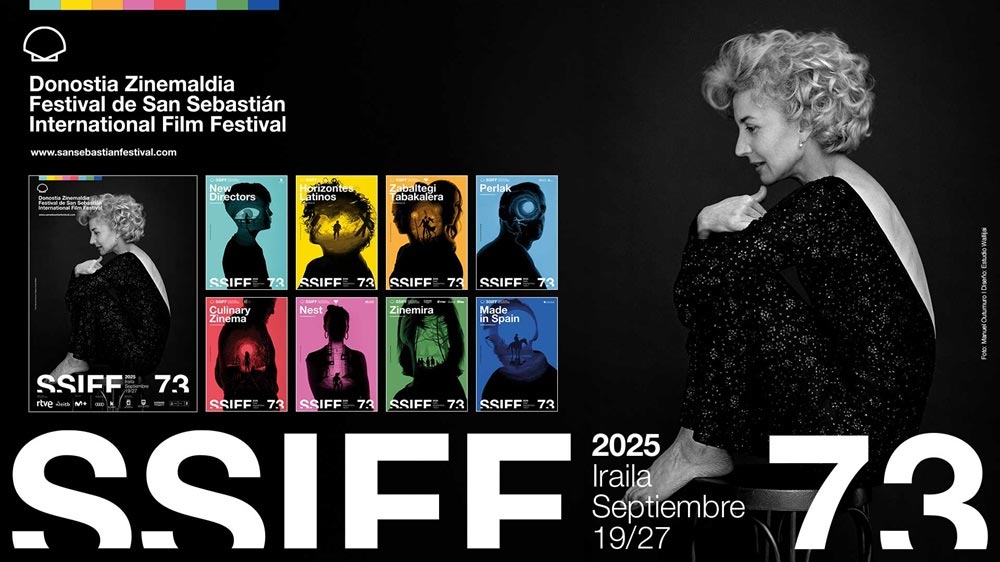 Donostia Zinemaldia
Festival de San Sebastián
International Film Festival
www.sansebastianfestival.com
Donostia Zinemaldia
Festival de San Sebastián
International Film Festival
SSIFF
2025
Iraila
Septiembre
19/27
73
rtve
eitb
M+
New
Directors
SSIFF 73
Horizontes
Latinos
SSIFF 73
Zabaltegi
Tabakalera
SSIFF 73
Perlak
SSIFF 73
Culinary
Zinema
SSIFF 73
Nest
SSIFF 73
Zinemira
SSIFF 73
Made
in Spain
SSIFF 73
Foto: Manuel Outumuro | Diseño: Estudio Wallijai
SSIFF
2025
Iraila
Septiembre
19/27
73